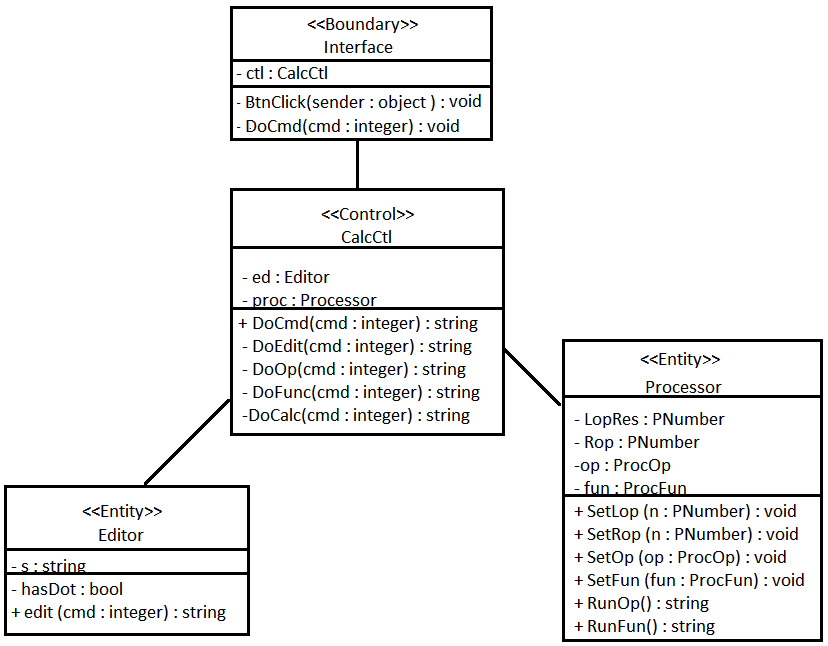 <<Boundary>>
Interface
- ctl : CalcCtl
- BtnClick(sender : object ) : void
- DoCmd(cmd : integer) : void
<<Control>>
CalcCtl
- ed : Editor
- proc : Processor
+ DoCmd(cmd : integer) : string
- DoEdit(cmd : integer) : string
- DoOp(cmd : integer) : string
- DoFunc(cmd : integer) : string
-DoCalc(cmd : integer) : string
<<Entity>>
Processor
- LopRes : PNumber
- Rop : PNumber
-op : ProcOp
- fun : ProcFun
+ SetLop (n : PNumber) : void
+ SetRop (n : PNumber) : void
+ SetOp (op : ProcOp) : void
+ SetFun (fun : ProcFun) : void
+ RunOp() : string
+ RunFun() : string
<<Entity>>
Editor
- s : string
- hasDot : bool
+ edit (cmd : integer) : string